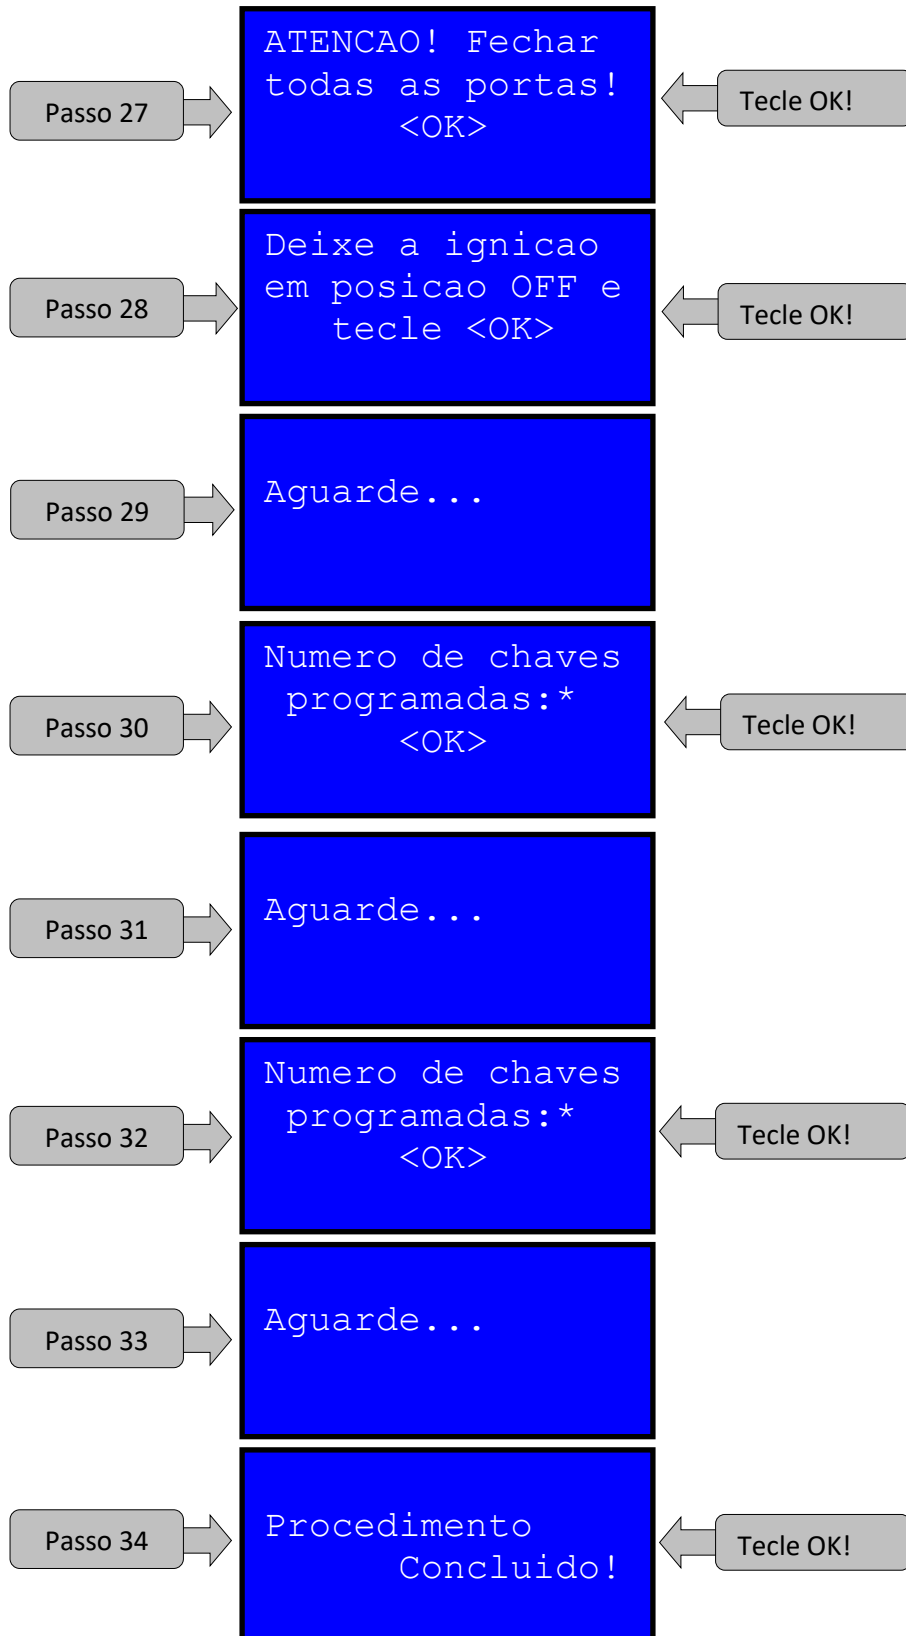 Passo 27
ATENCAO! Fechar
todas as portas!
<OK>
Tecle OK!
Passo 28
Deixe a ignicao
em posicao OFF e
tecle <OK>
Tecle OK!
Passo 29
Aguarde...
Passo 30
Numero de chaves
programadas:*
<OK>
Tecle OK!
Passo 31
Aguarde...
Passo 32
Numero de chaves
programadas:*
<OK>
Tecle OK!
Passo 33
Aguarde...
Passo 34
Procedimento
Concluido!
Tecle OK!